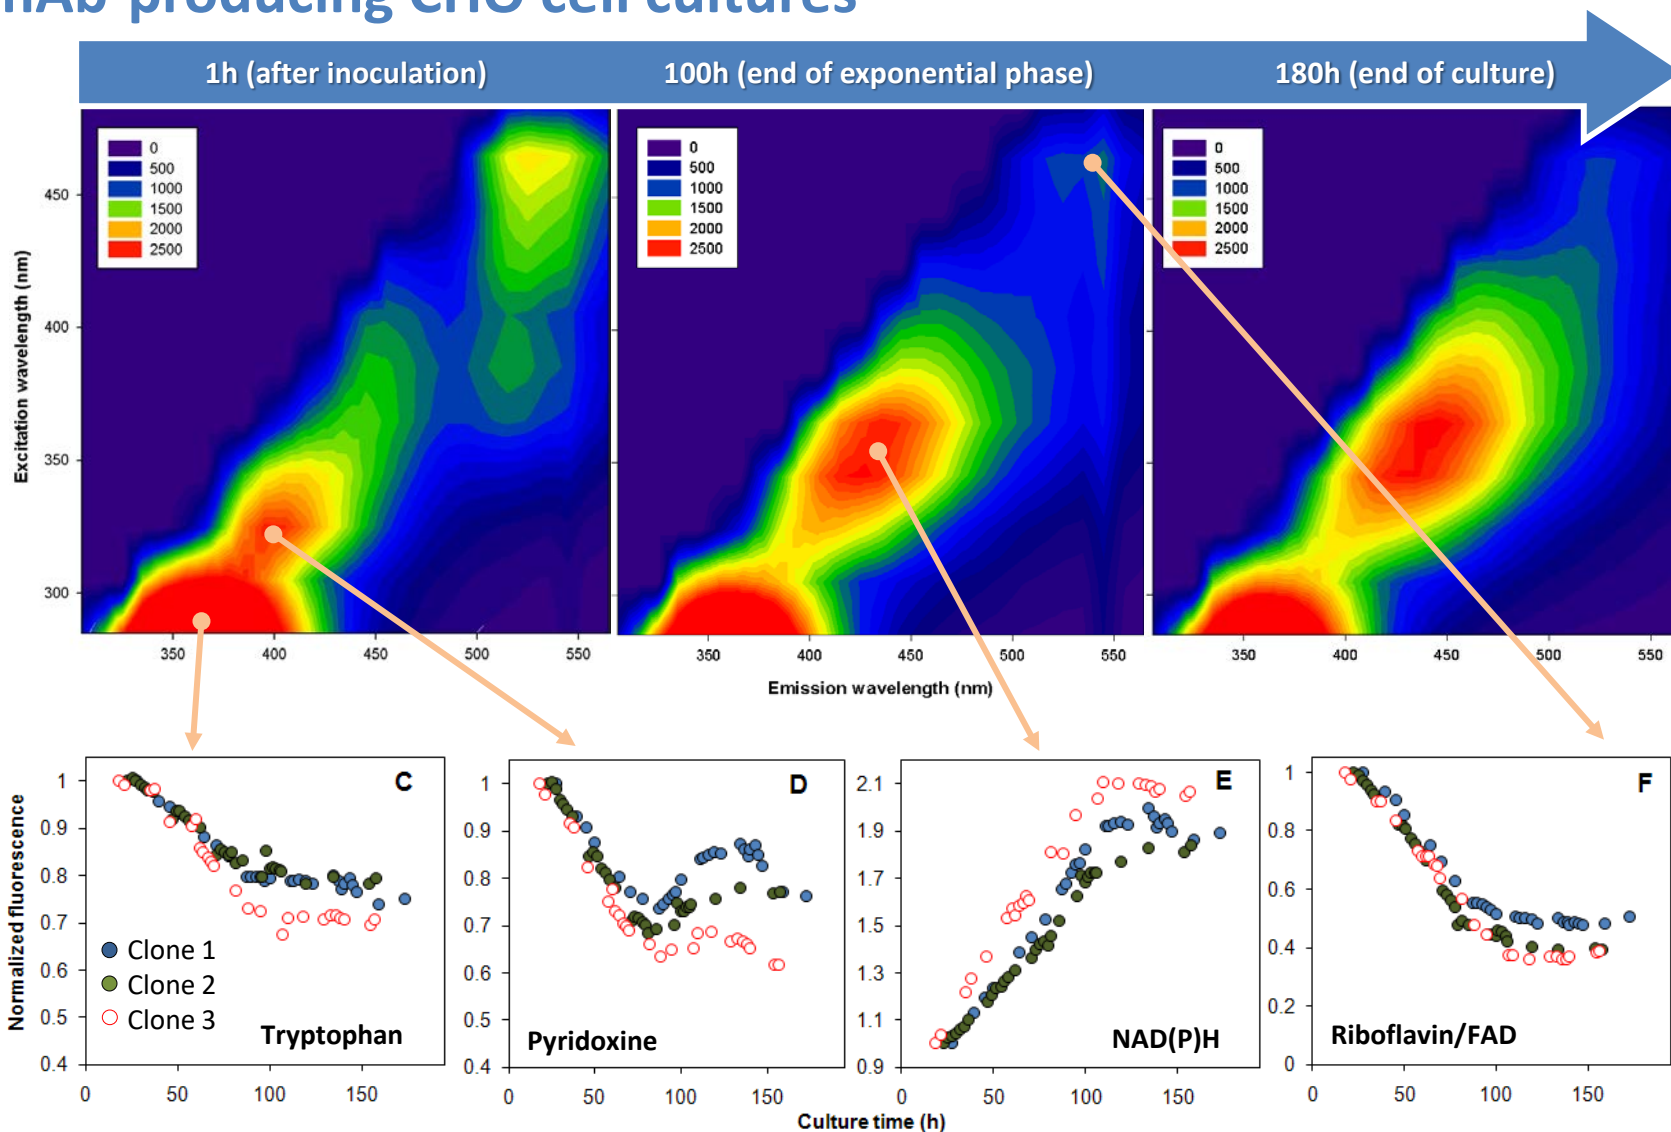 mAb producing CHO cell cultures
1h (after inoculation)
100h (end of exponential phase)
180h (end of culture)
0
500
1000
1500
2000
2500
0
500
1000
1500
2000
2500
0
500
1000
1500
2000
2500
Excitation wavelength (nm)
450
400
350
300
350 400 450 500 550
350 400 450 500 550
350 400 450 500 550
Emission wavelength (nm)
Normalized fluorescence
C
1
0.9
0.8
0.7
0.6
0.5
0.4
Clone 1
Clone 2
Clone 3
Tryptophan
0 50 100 150
D
1
0.9
0.8
0.7
0.6
0.5
0.4
Pyridoxine
0 50 100 150
E
2.1
1.9
1.7
1.5
1.3
1.1
0.9
NAD(P)H
0 50 100 150
F
1
0.8
0.6
0.4
0.2
0
Riboflavin/FAD
0 50 100 150
Culture time (h)